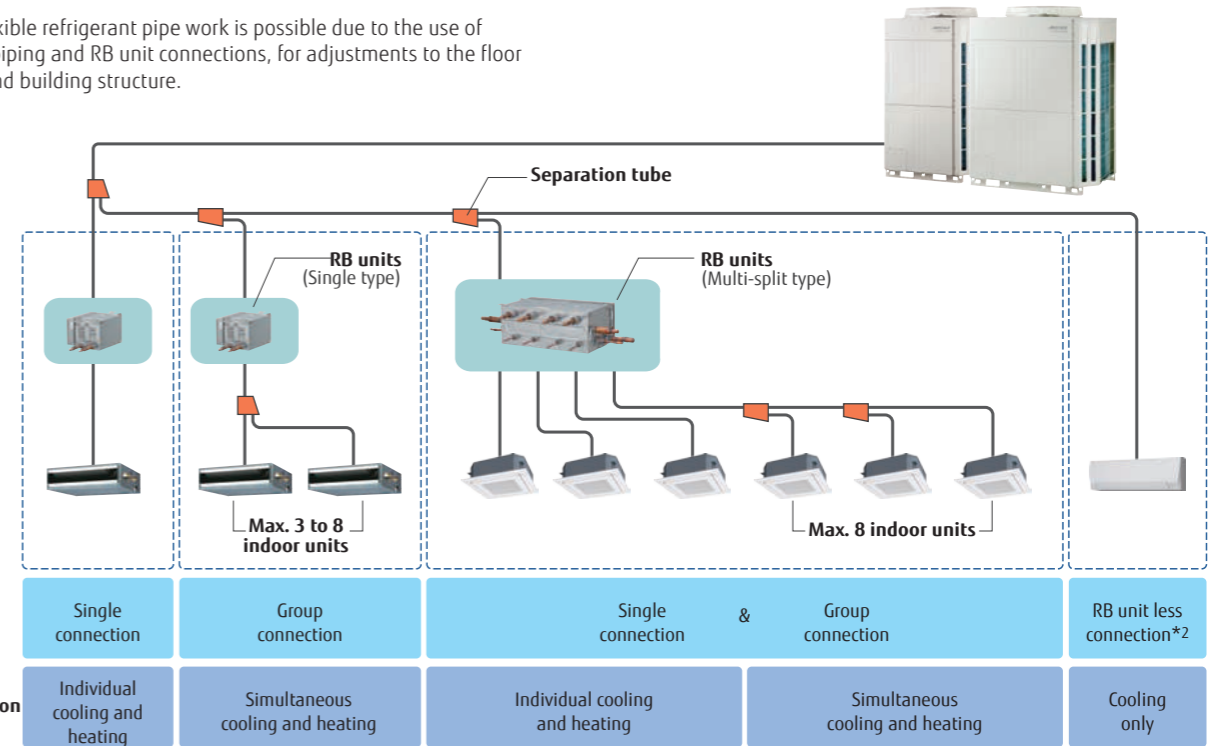 xible refrigerant pipe work is possible due to the use of
piping and RB unit connections, for adjustments to the floor
nd building structure.
Separation tube
RB units
(Single type)
RB units
(Multi-split type)
Max. 3 to 8
indoor units
Max. 8 indoor units
Single
connection
Group
connection
Single
connection
&
Group
connection
RB unit less
connection*2
on
Individual
cooling and
heating
Simultaneous
cooling and heating
Individual cooling
and heating
Simultaneous
cooling and heating
Cooling
only